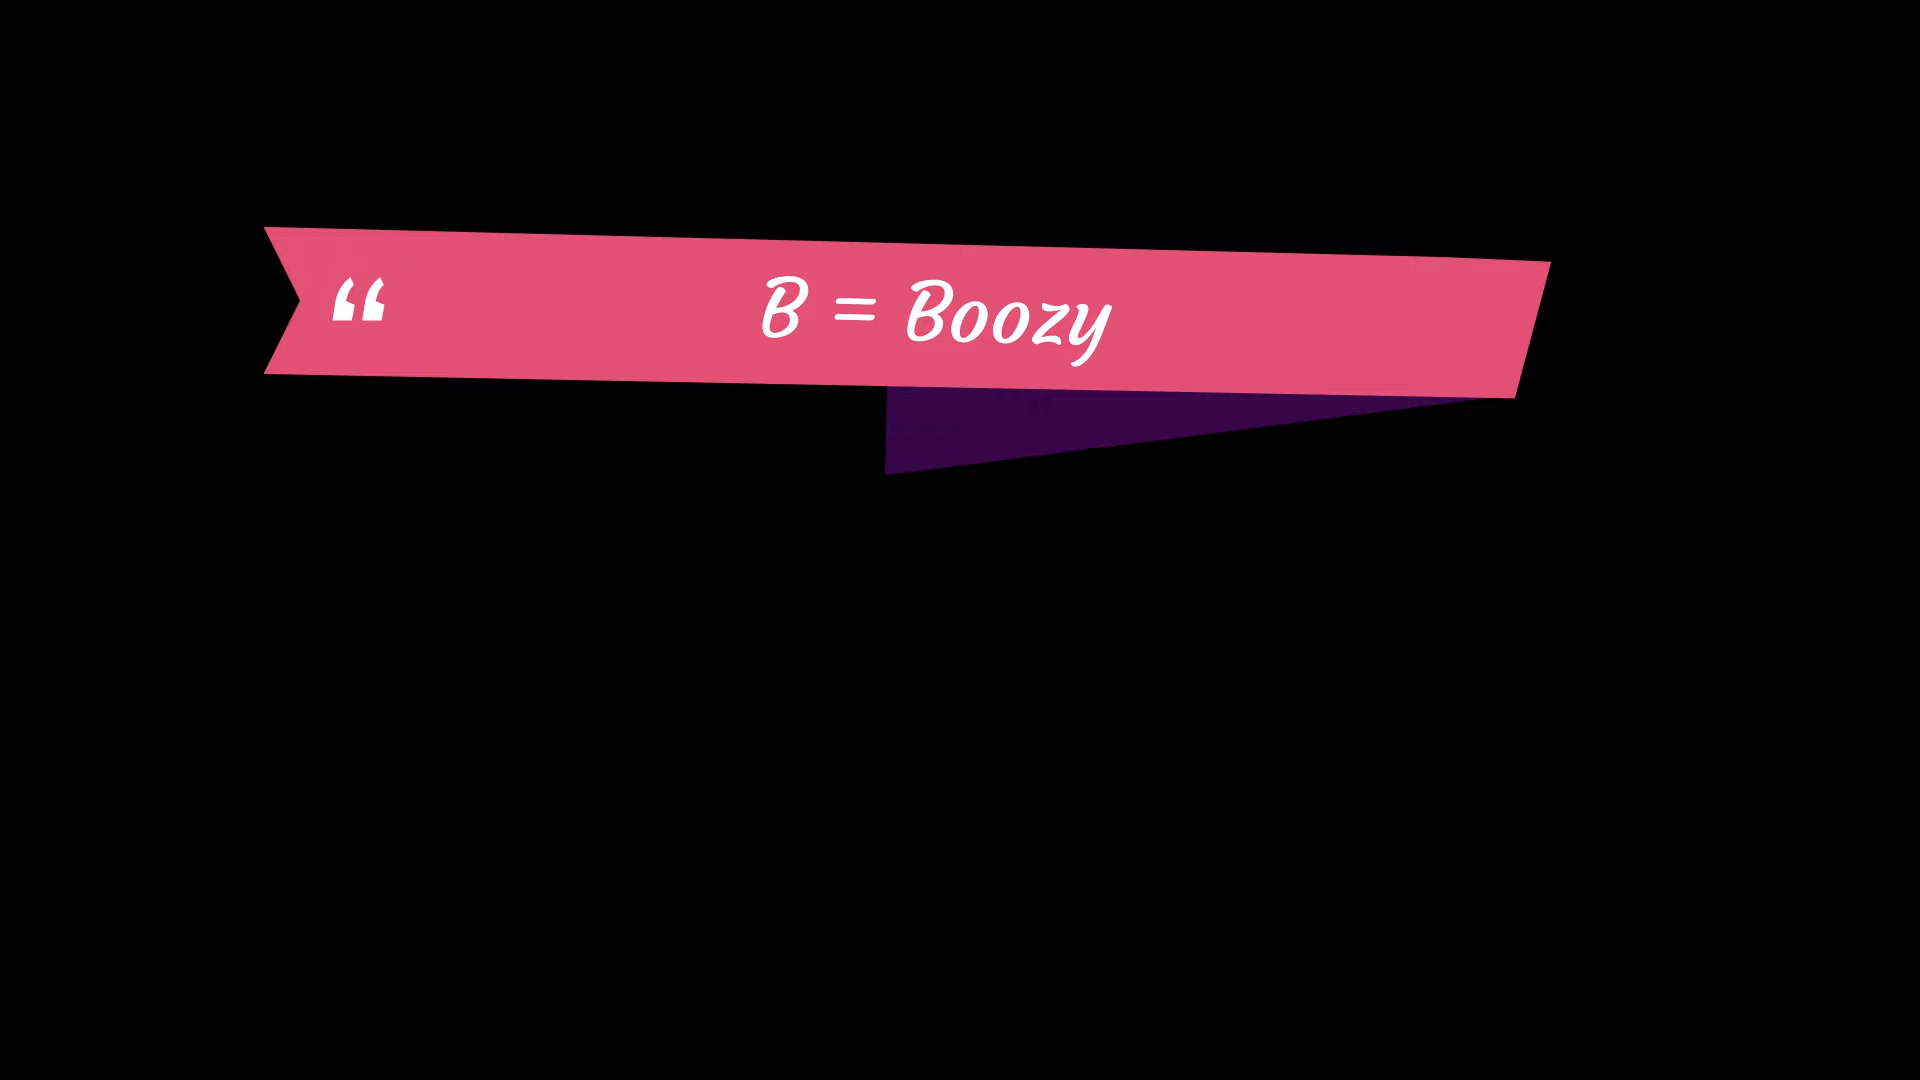 “ B = Boozy